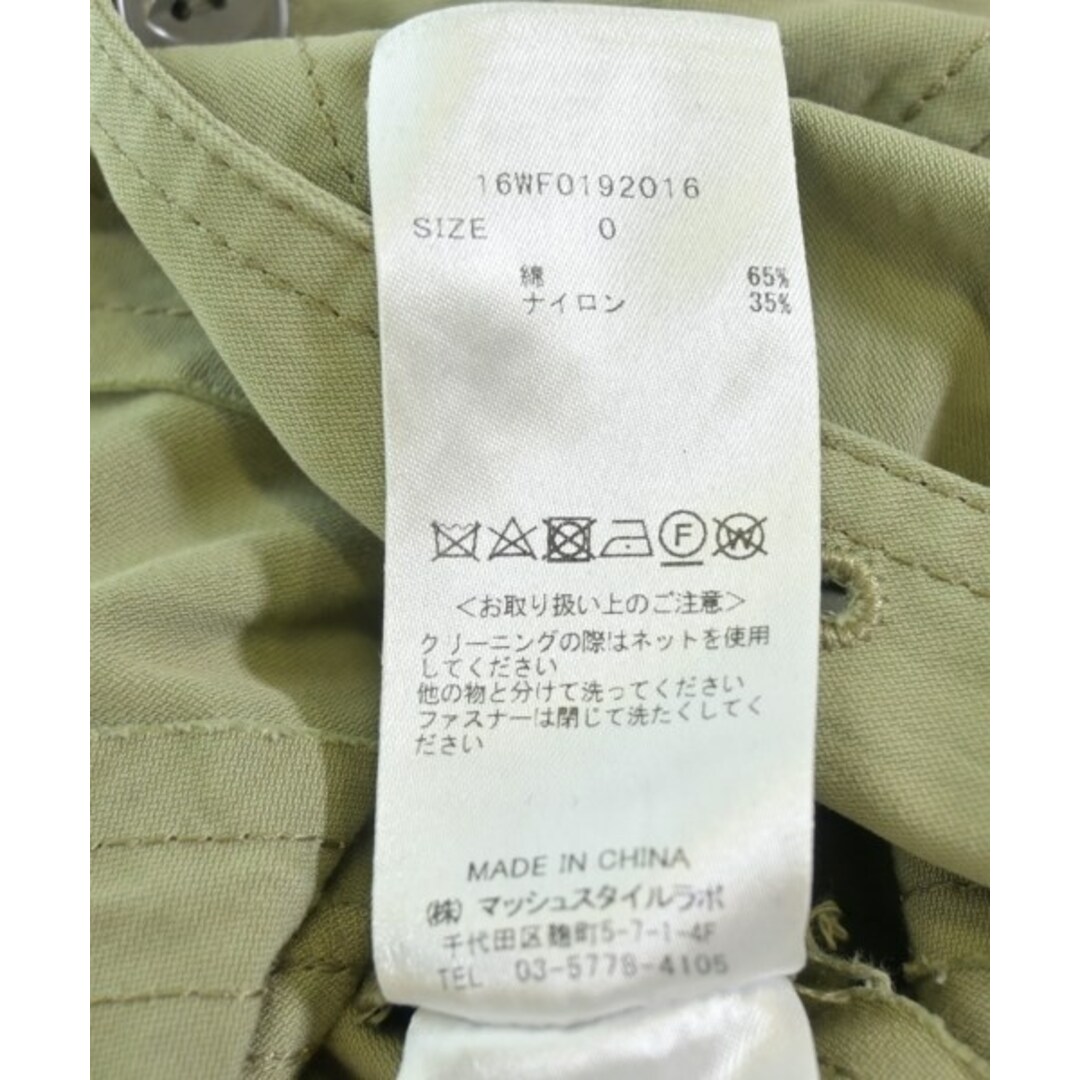 16WF0192016
SIZE 0
綿 65%
ナイロン 35%
F W
<お取り扱い上のご注意>
クリーニングの際はネットを使用
してください
他の物と分けて洗ってください
ファスナーは閉じて洗たくしてく
ださい
MADE IN CHINA
(株) マッシュスタイルラボ
千代田区麹町5-7-1-4F
TEL 03-5778-4105